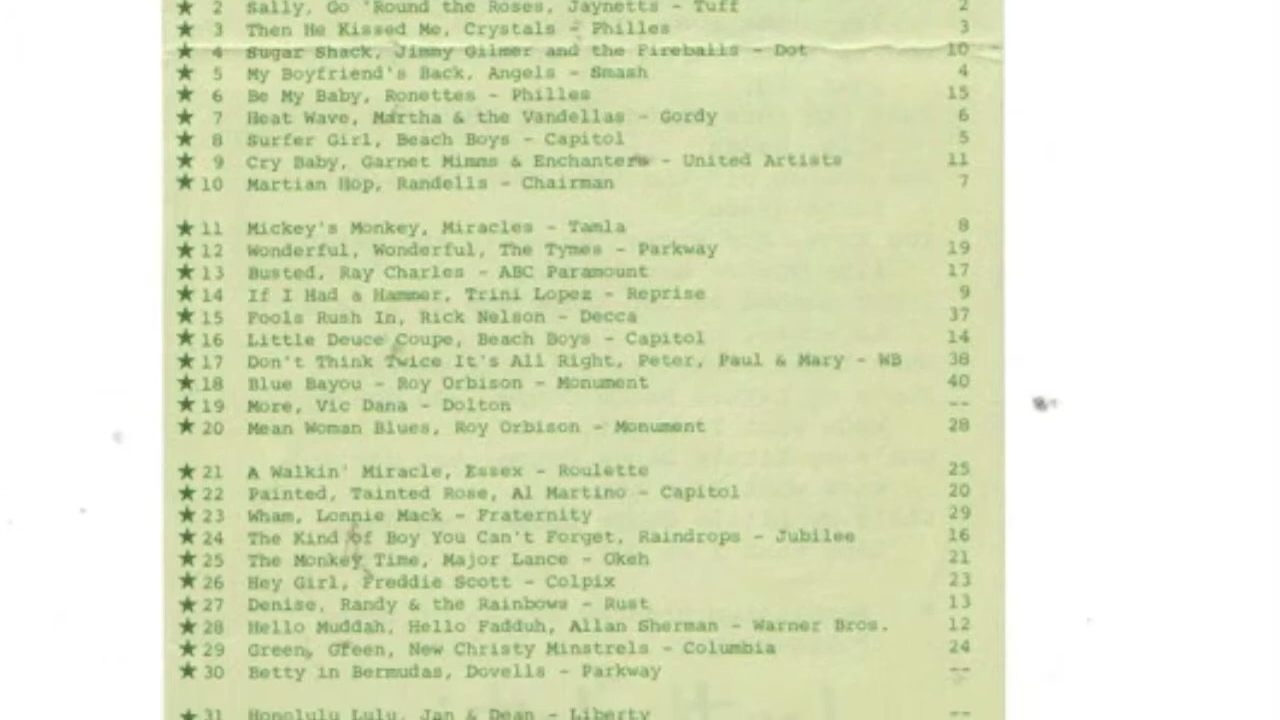 ★ 2 Sally, Go 'Round the Roses, Jaynetts - Tuff 2
★ 3 Then He Kissed Me, Crystals - Philles 3
★ 4 Sugar Shack, Jimmy Gilmer and the Fireballs - Dot 10
★ 5 My Boyfriend's Back, Angels - Smash 4
★ 6 Be My Baby, Ronettes - Philles 15
★ 7 Heat Wave, Martha & the Vandellas - Gordy 6
★ 8 Surfer Girl, Beach Boys - Capitol 5
★ 9 Cry Baby, Garnet Mimms & Enchanters - United Artists 11
★ 10 Martian Hop, Randells - Chairman 7
★ 11 Mickey's Monkey, Miracles - Tamla 8
★ 12 Wonderful, Wonderful, The Tymes - Parkway 19
★ 13 Busted, Ray Charles - ABC Paramount 17
★ 14 If I Had a Hammer, Trini Lopez - Reprise 9
★ 15 Fools Rush In, Rick Nelson - Decca 37
★ 16 Little Deuce Coupe, Beach Boys - Capitol 14
★ 17 Don't Think Twice It's All Right, Peter, Paul & Mary - WB 38
★ 18 Blue Bayou - Roy Orbison - Monument 40
★ 19 More, Vic Dana - Dolton --
★ 20 Mean Woman Blues, Roy Orbison - Monument 28
★ 21 A Walkin' Miracle, Essex - Roulette 25
★ 22 Painted, Tainted Rose, Al Martino - Capitol 20
★ 23 Wham, Lonnie Mack - Fraternity 29
★ 24 The Kind of Boy You Can't Forget, Raindrops - Jubilee 16
★ 25 The Monkey Time, Major Lance - Okeh 21
★ 26 Hey Girl, Freddie Scott - Colpix 23
★ 27 Denise, Randy & the Rainbows - Rust 13
★ 28 Hello Muddah, Hello Fadduh, Allan Sherman - Warner Bros. 12
★ 29 Green, Green, New Christy Minstrels - Columbia 24
★ 30 Betty in Bermudas, Dovells - Parkway --
★ 31 Honolulu Lulu, Jan & Dean - Liberty --